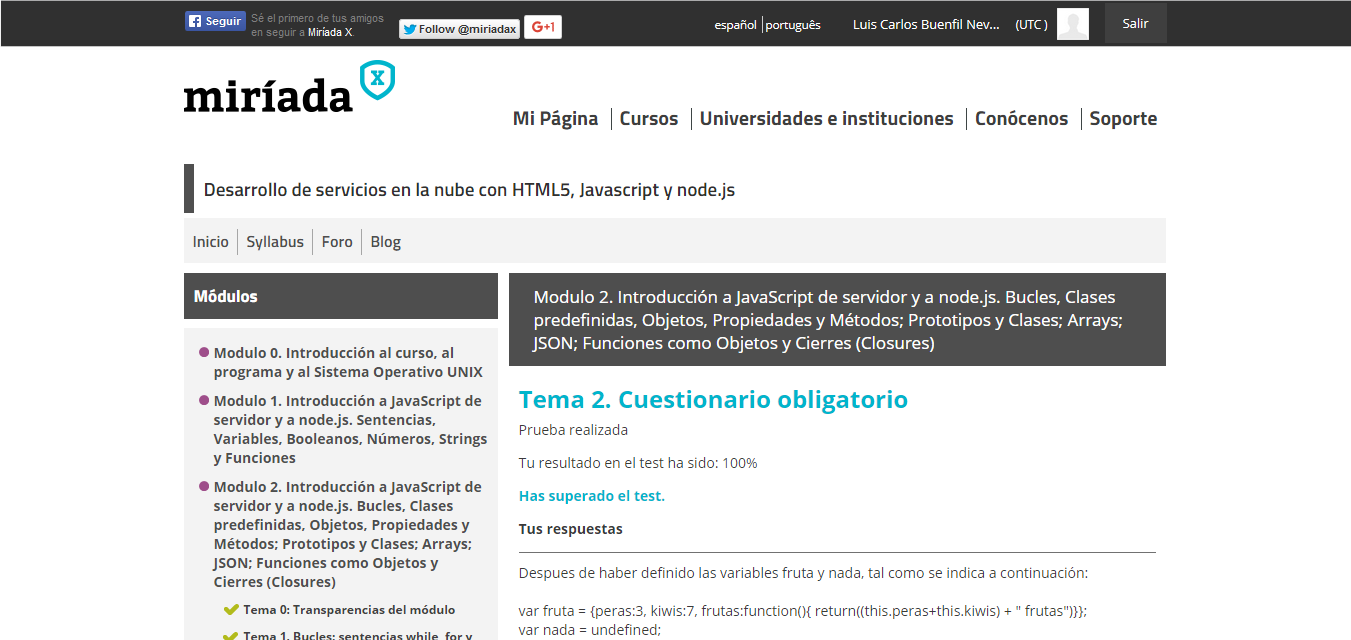 Seguir
Sé el primero de tus amigos
en seguir a Miríada X.
Follow @miriadax
G+1
español
português
Luis Carlos Buenfil Nev...
(UTC )
Salir
miríada X
Mi Página
Cursos
Universidades e instituciones
Conócenos
Soporte
Desarrollo de servicios en la nube con HTML5, Javascript y node.js
Inicio
Syllabus
Foro
Blog
Módulos
Modulo 0. Introducción al curso, al
programa y al Sistema Operativo UNIX
Modulo 1. Introducción a JavaScript de
servidor y a node.js. Sentencias,
Variables, Booleanos, Números, Strings
y Funciones
Modulo 2. Introducción a JavaScript de
servidor y a node.js. Bucles, Clases
predefinidas, Objetos, Propiedades y
Métodos; Prototipos y Clases; Arrays;
JSON; Funciones como Objetos y
Cierres (Closures)
Tema 0: Transparencias del módulo
Tema 1. Bucles: sentencias while, for y
Modulo 2. Introducción a JavaScript de servidor y a node.js. Bucles, Clases
predefinidas, Objetos, Propiedades y Métodos; Prototipos y Clases; Arrays;
JSON; Funciones como Objetos y Cierres (Closures)
Tema 2. Cuestionario obligatorio
Prueba realizada
Tu resultado en el test ha sido: 100%
Has superado el test.
Tus respuestas
Despues de haber definido las variables fruta y nada, tal como se indica a continuación:
var fruta = {peras:3, kiwis:7, frutas:function(){ return((this.peras+this.kiwis) + " frutas")}};
var nada = undefined;